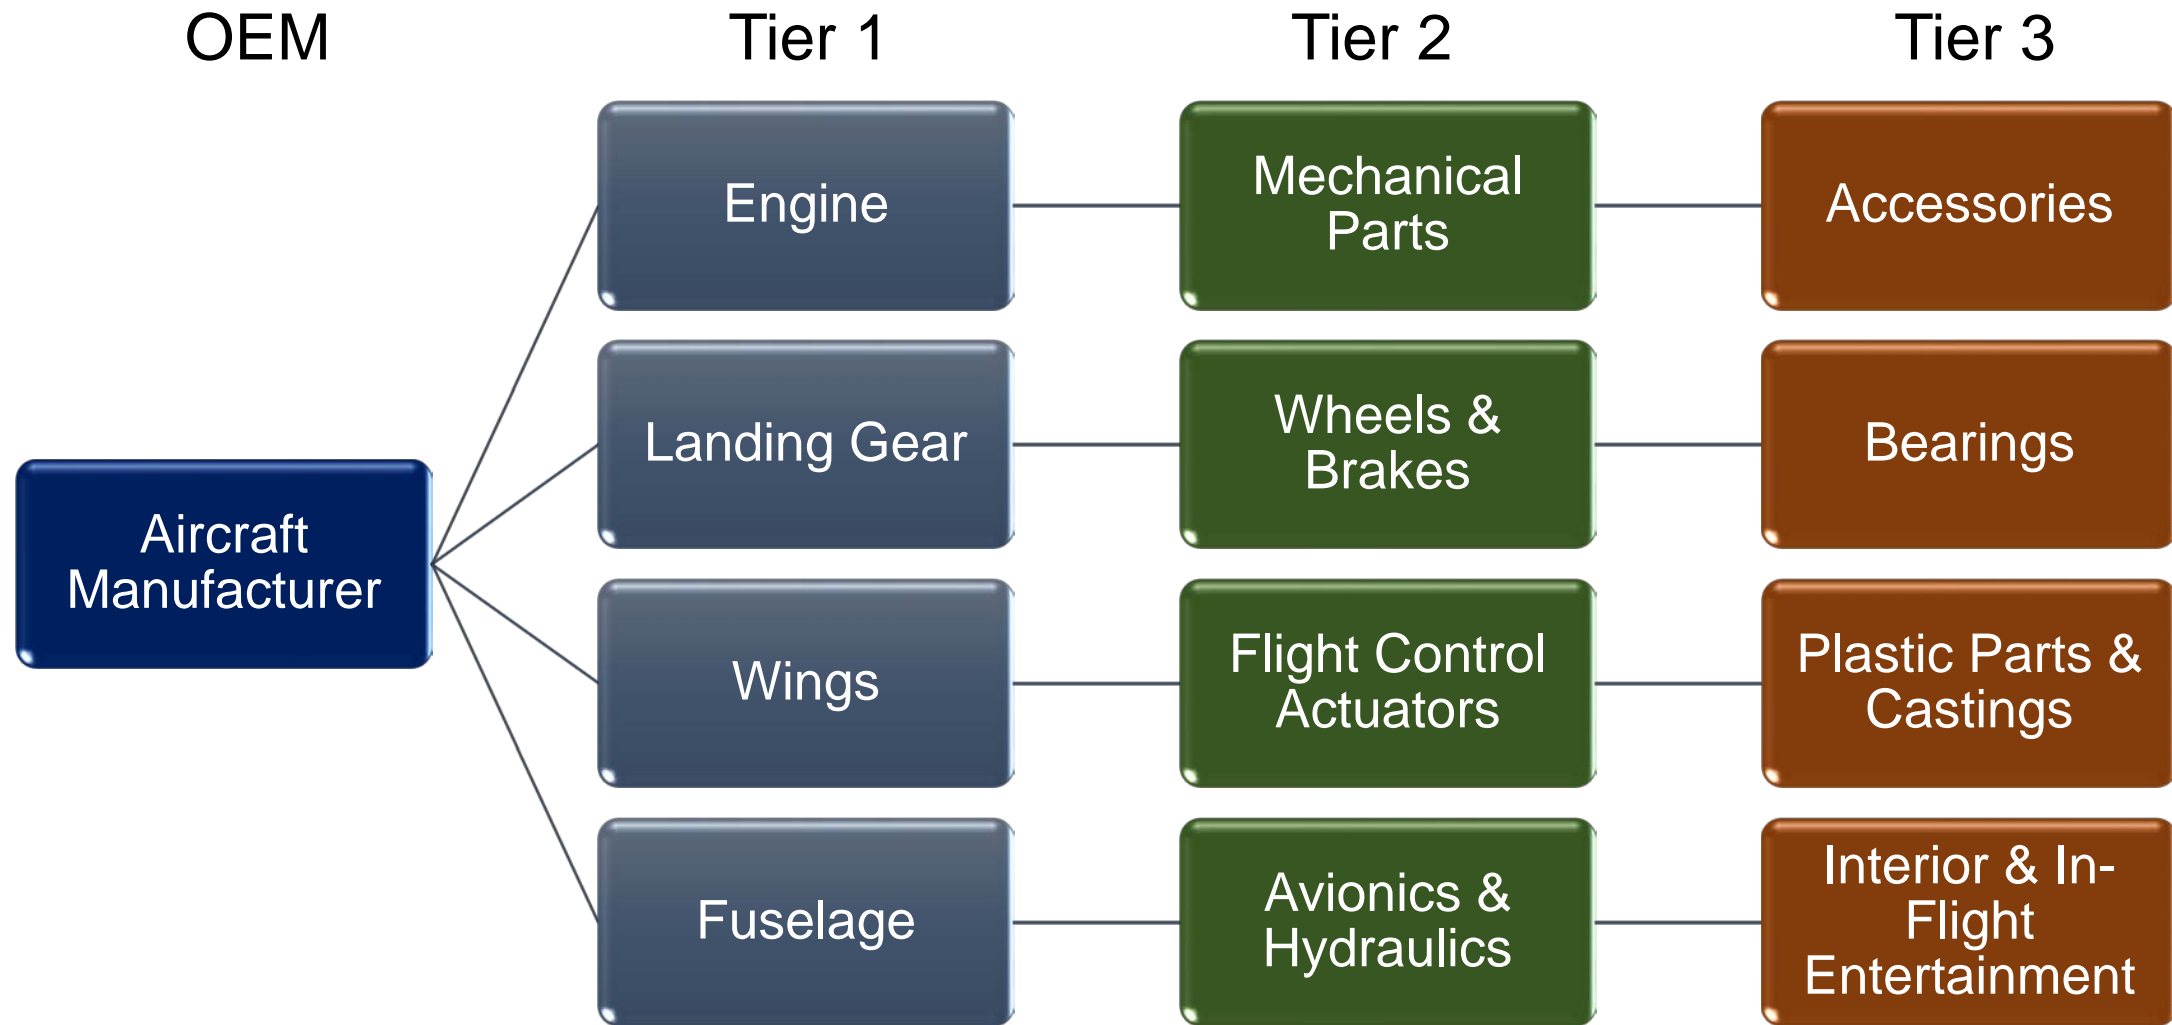 OEM
Tier 1
Tier 2
Tier 3
Engine
Mechanical
Parts
Accessories
Landing Gear
Wheels &
Brakes
Bearings
Aircraft
Manufacturer
Wings
Flight Control
Actuators
Plastic Parts &
Castings
Fuselage
Avionics &
Hydraulics
Interior & In-
Flight
Entertainment